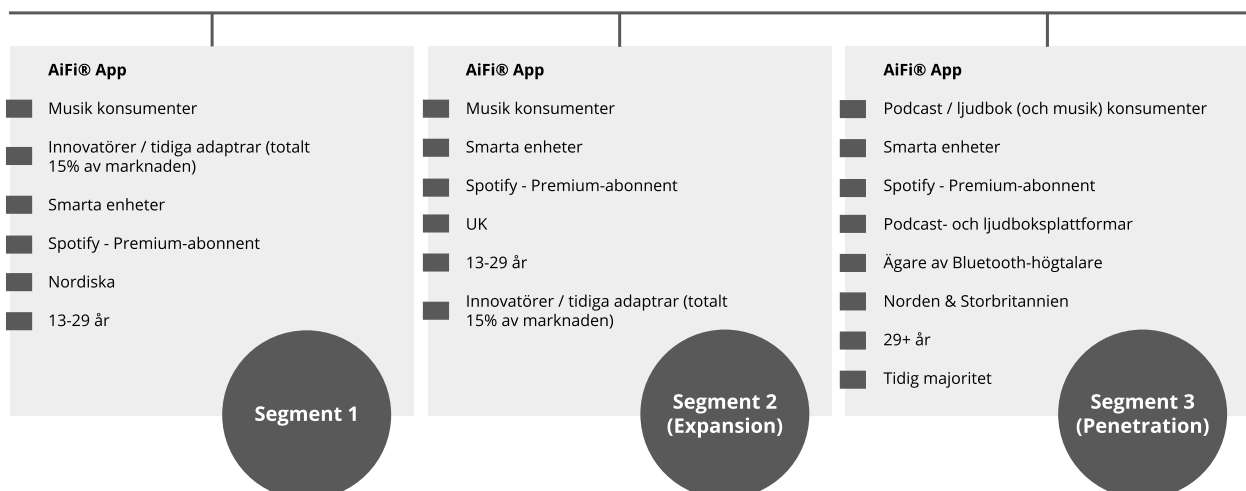 AiFi® App
Musik konsumenter
Innovatörer / tidiga adaptrar (totalt
15% av marknaden)
Smarta enheter
Spotify - Premium-abonnent
Nordiska
13-29 år
Segment 1
AiFi® App
Musik konsumenter
Smarta enheter
Spotify - Premium-abonnent
UK
13-29 år
Innovatörer / tidiga adaptrar (totalt
15% av marknaden)
Segment 2
(Expansion)
AiFi® App
Podcast / ljudbok (och musik) konsumenter
Smarta enheter
Spotify - Premium-abonnent
Podcast- och ljudboksplattformar
Ägare av Bluetooth-högtalare
Norden & Storbritannien
29+ år
Tidig majoritet
Segment 3
(Penetration)